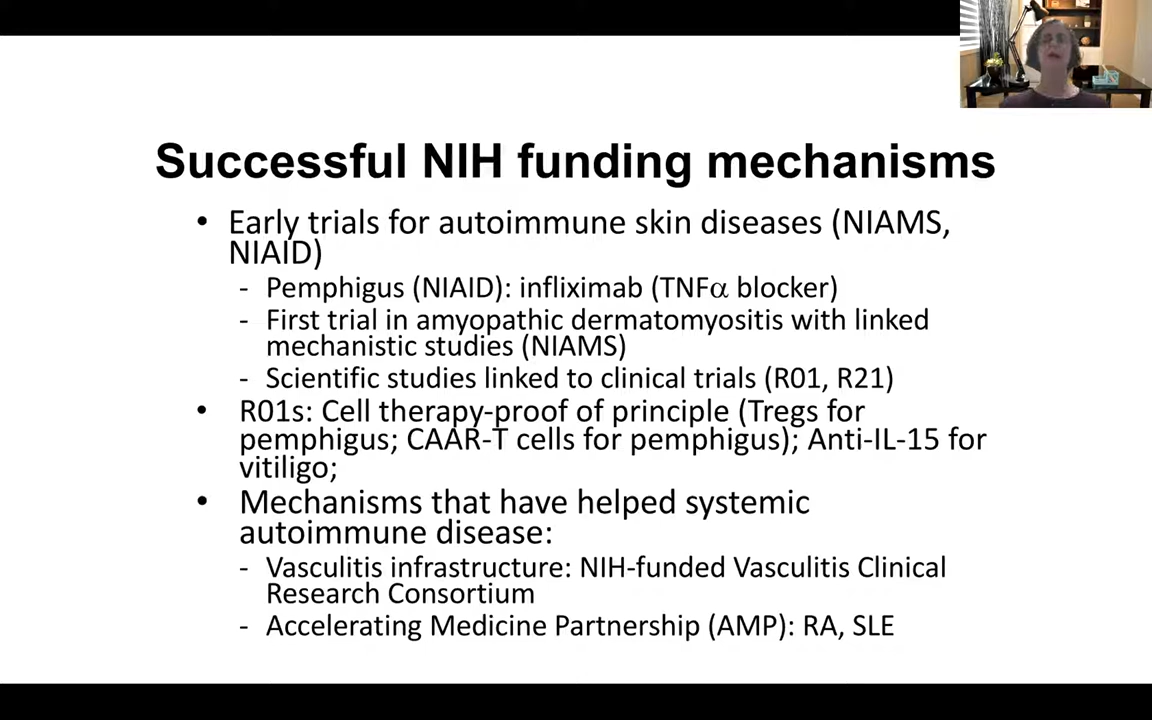 Successful NIH funding mechanisms
• Early trials for autoimmune skin diseases (NIAMS,
NIAID)
- Pemphigus (NIAID): infliximab (TNFα blocker)
- First trial in amyopathic dermatomyositis with linked
mechanistic studies (NIAMS)
- Scientific studies linked to clinical trials (R01, R21)
• R01s: Cell therapy-proof of principle (Tregs for
pemphigus; CAAR-T cells for pemphigus); Anti-IL-15 for
vitiligo;
• Mechanisms that have helped systemic
autoimmune disease:
- Vasculitis infrastructure: NIH-funded Vasculitis Clinical
Research Consortium
- Accelerating Medicine Partnership (AMP): RA, SLE